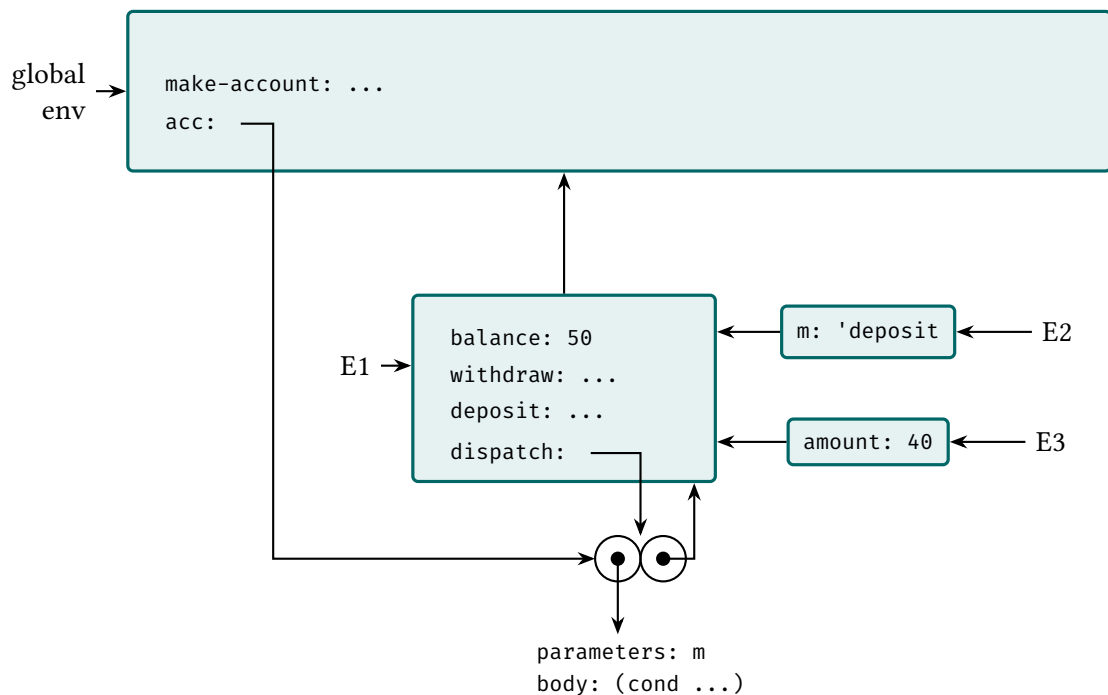 global
env
make-account: ...
acc:
E1
balance: 50
withdraw: ...
deposit: ...
dispatch:
m: 'deposit
E2
amount: 40
E3
parameters: m
body: (cond ...)